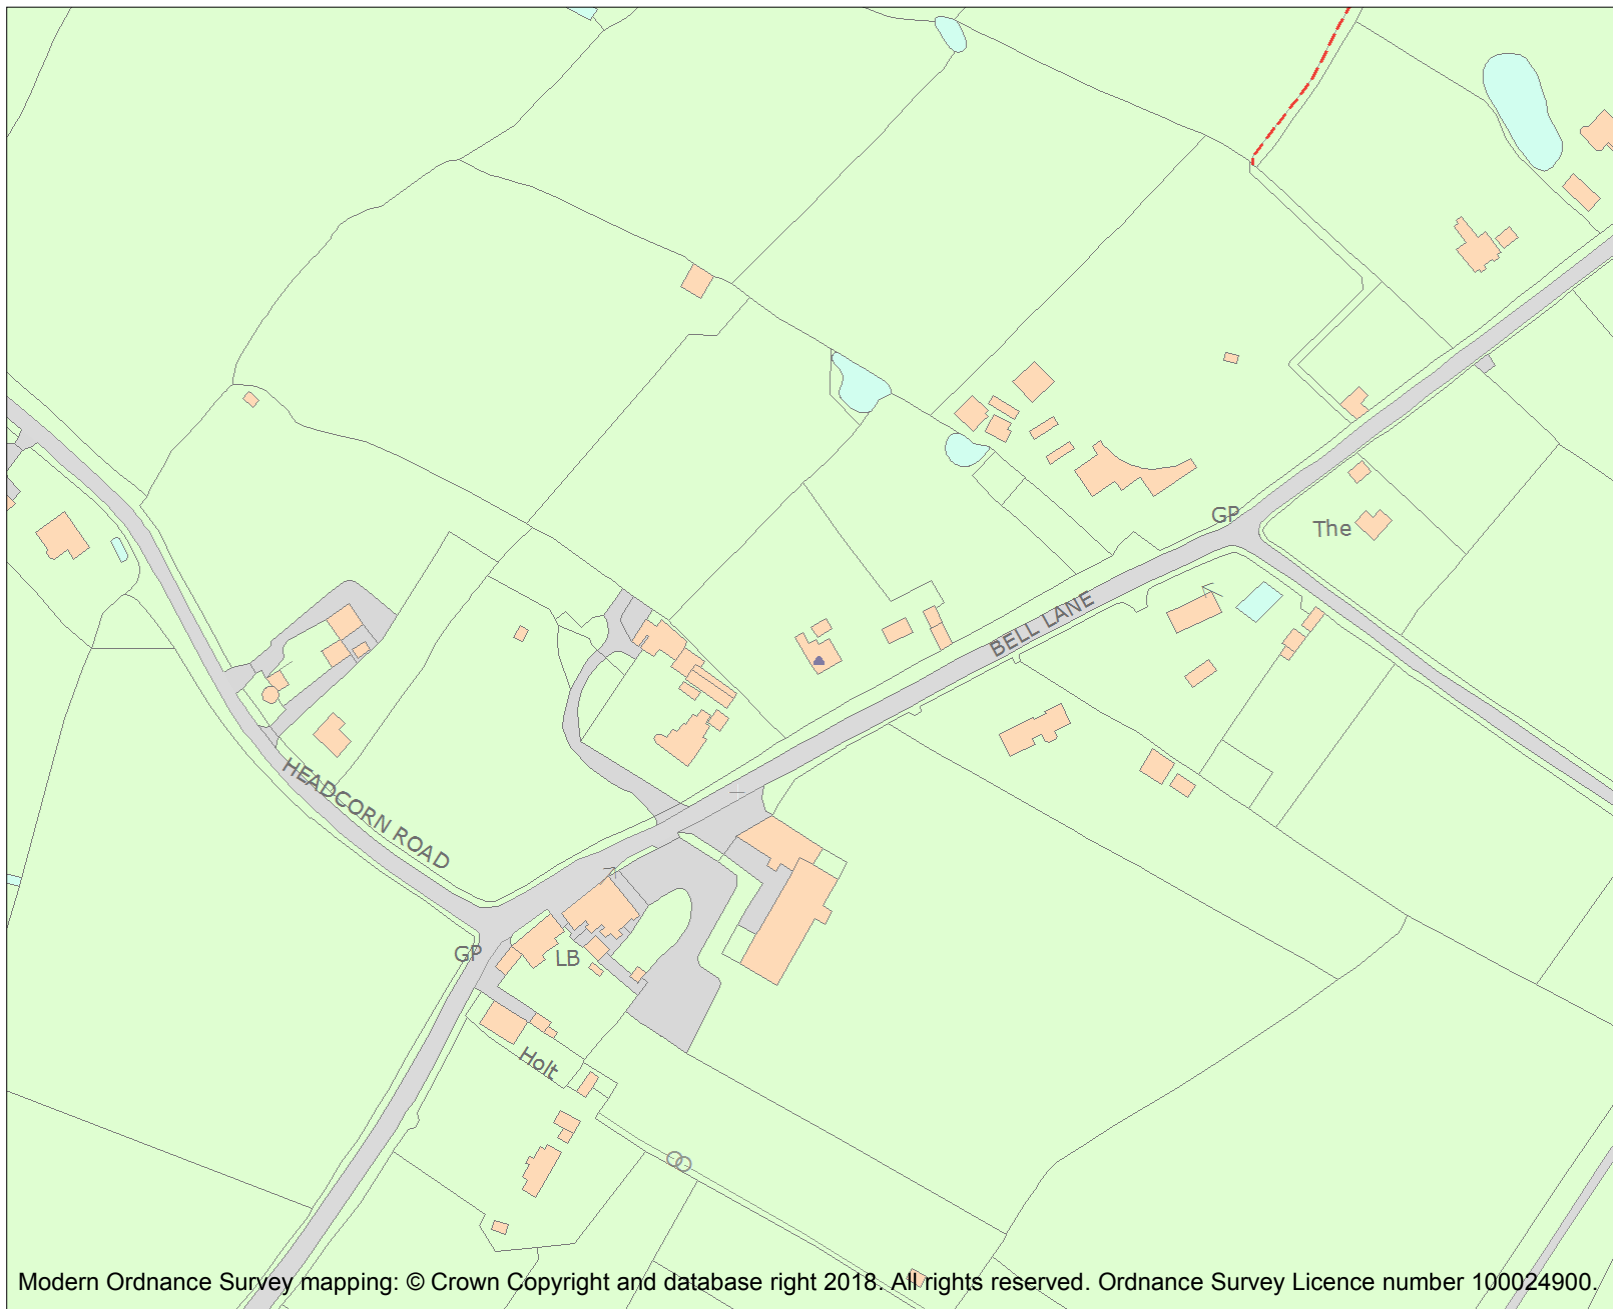 GP
The
BELL LANE
HEADCORN ROAD
GP
LB
Holt
Modern Ordnance Survey mapping: © Crown Copyright and database right 2018. All rights reserved. Ordnance Survey Licence number 100024900.